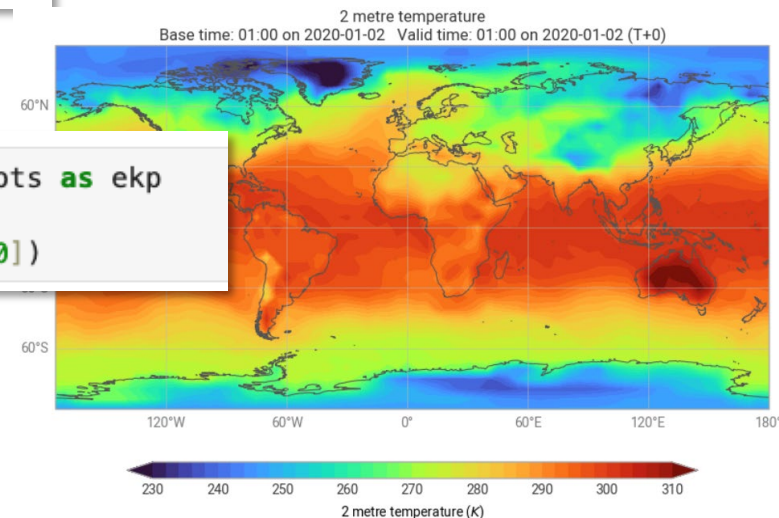 2 metre temperature
Base time: 01:00 on 2020-01-02 Valid time: 01:00 on 2020-01-02 (T+0)
60°N
as ekp
])
60°S
120°W 60°W 0° 60°E 120°E 180°
230 240 250 260 270 280 290 300 310
2 metre temperature (K)